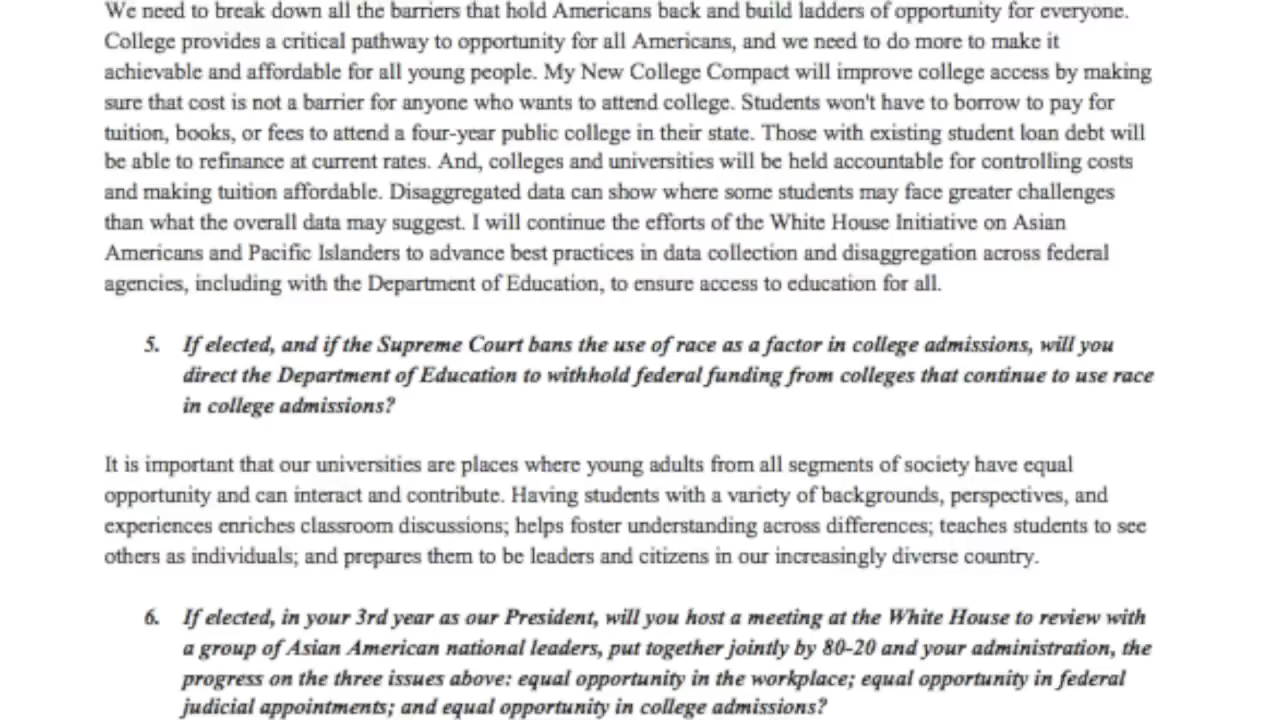 We need to break down all the barriers that hold Americans back and build ladders of opportunity for everyone.
College provides a critical pathway to opportunity for all Americans, and we need to do more to make it
achievable and affordable for all young people. My New College Compact will improve college access by making
sure that cost is not a barrier for anyone who wants to attend college. Students won't have to borrow to pay for
tuition, books, or fees to attend a four-year public college in their state. Those with existing student loan debt will
be able to refinance at current rates. And, colleges and universities will be held accountable for controlling costs
and making tuition affordable. Disaggregated data can show where some students may face greater challenges
than what the overall data may suggest. I will continue the efforts of the White House Initiative on Asian
Americans and Pacific Islanders to advance best practices in data collection and disaggregation across federal
agencies, including with the Department of Education, to ensure access to education for all.
5. If elected, and if the Supreme Court bans the use of race as a factor in college admissions, will you
direct the Department of Education to withhold federal funding from colleges that continue to use race
in college admissions?
It is important that our universities are places where young adults from all segments of society have equal
opportunity and can interact and contribute. Having students with a variety of backgrounds, perspectives, and
experiences enriches classroom discussions; helps foster understanding across differences; teaches students to see
others as individuals; and prepares them to be leaders and citizens in our increasingly diverse country.
6. If elected, in your 3rd year as our President, will you host a meeting at the White House to review with
a group of Asian American national leaders, put together jointly by 80-20 and your administration, the
progress on the three issues above: equal opportunity in the workplace; equal opportunity in federal
judicial appointments; and equal opportunity in college admissions?